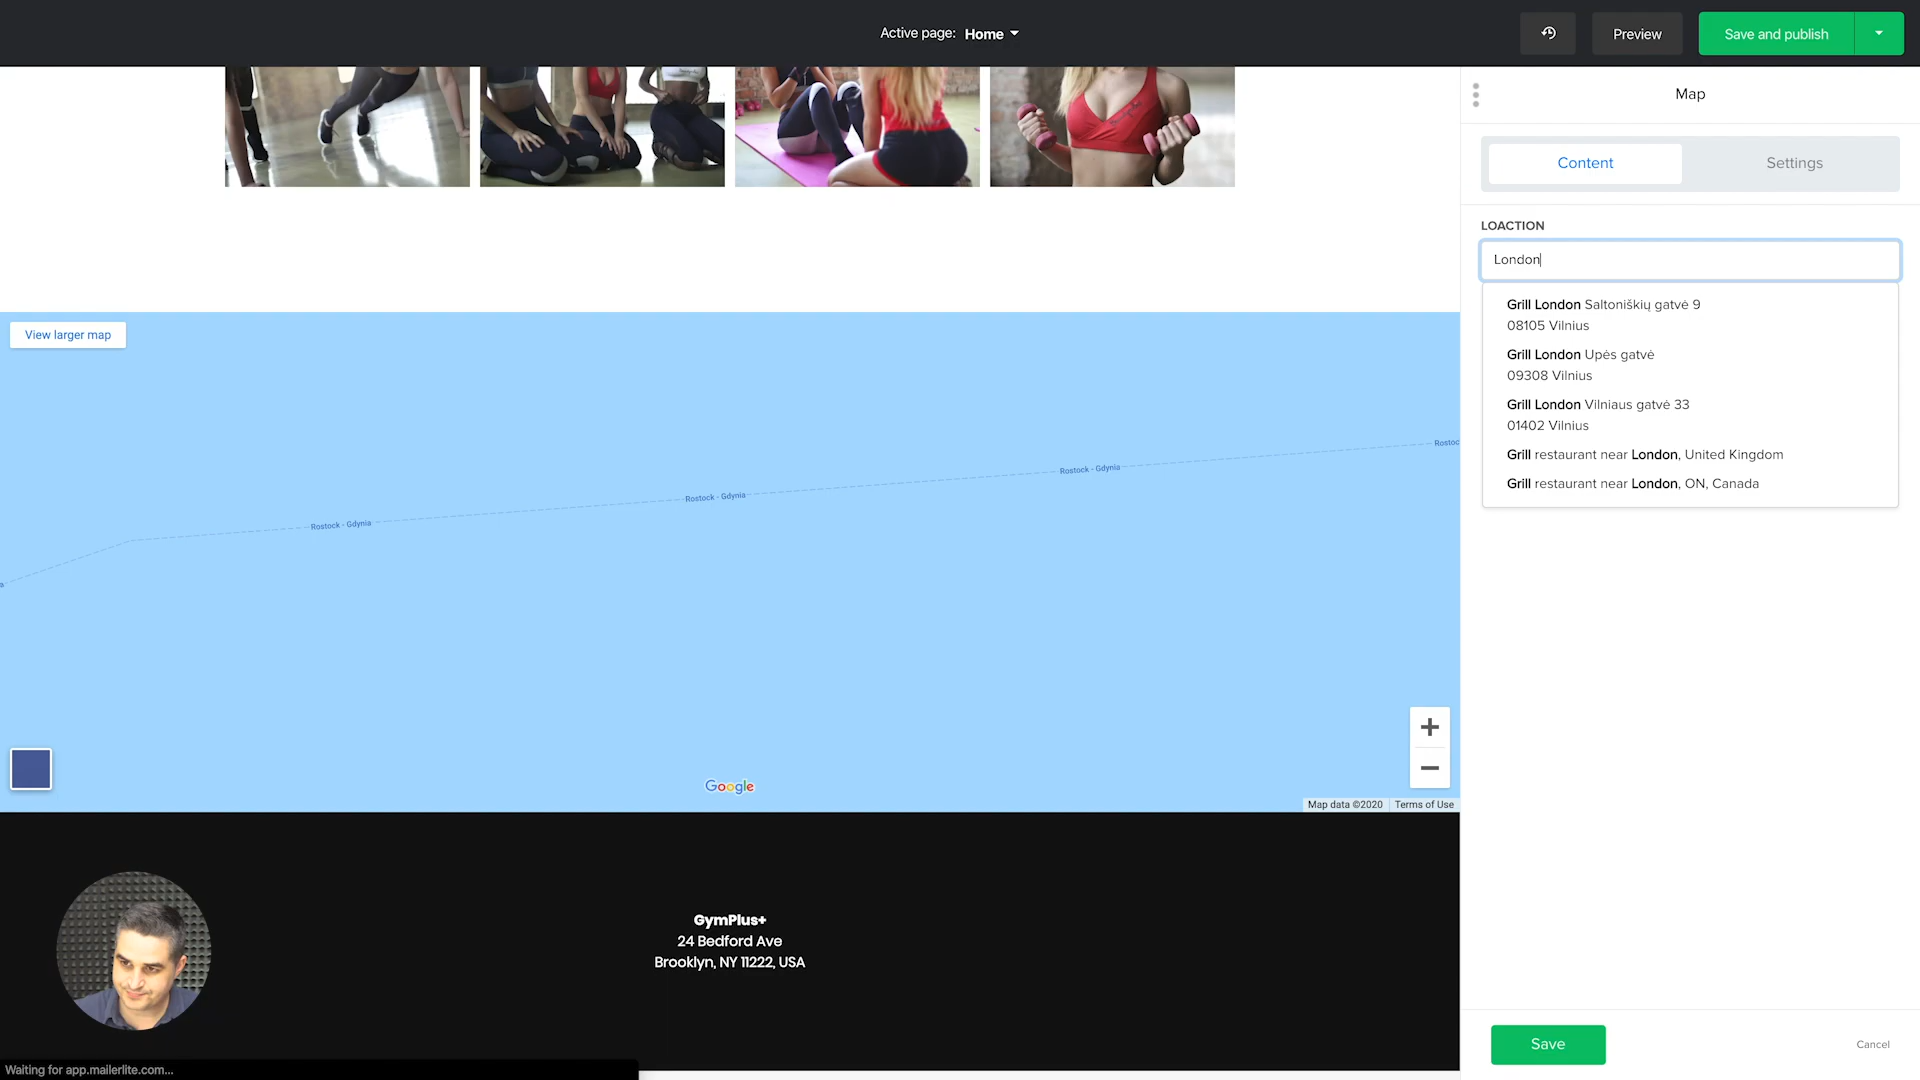 Active page: Home
Preview
Save and publish
Map
Content
Settings
LOACTION
London
Grill London Saltoniškių gatvė 9
08105 Vilnius
Grill London Upės gatvė
09308 Vilnius
Grill London Vilniaus gatvė 33
01402 Vilnius
Grill restaurant near London, United Kingdom
Grill restaurant near London, ON, Canada
View larger map
Rostoc
Rostock - Gdynia
Rostock - Gdynia
Rostock - Gdynia
a
Google
Map data ©2020
Terms of Use
GymPlus+
24 Bedford Ave
Brooklyn, NY 11222, USA
Save
Cancel
Waiting for app.mailerlite.com...